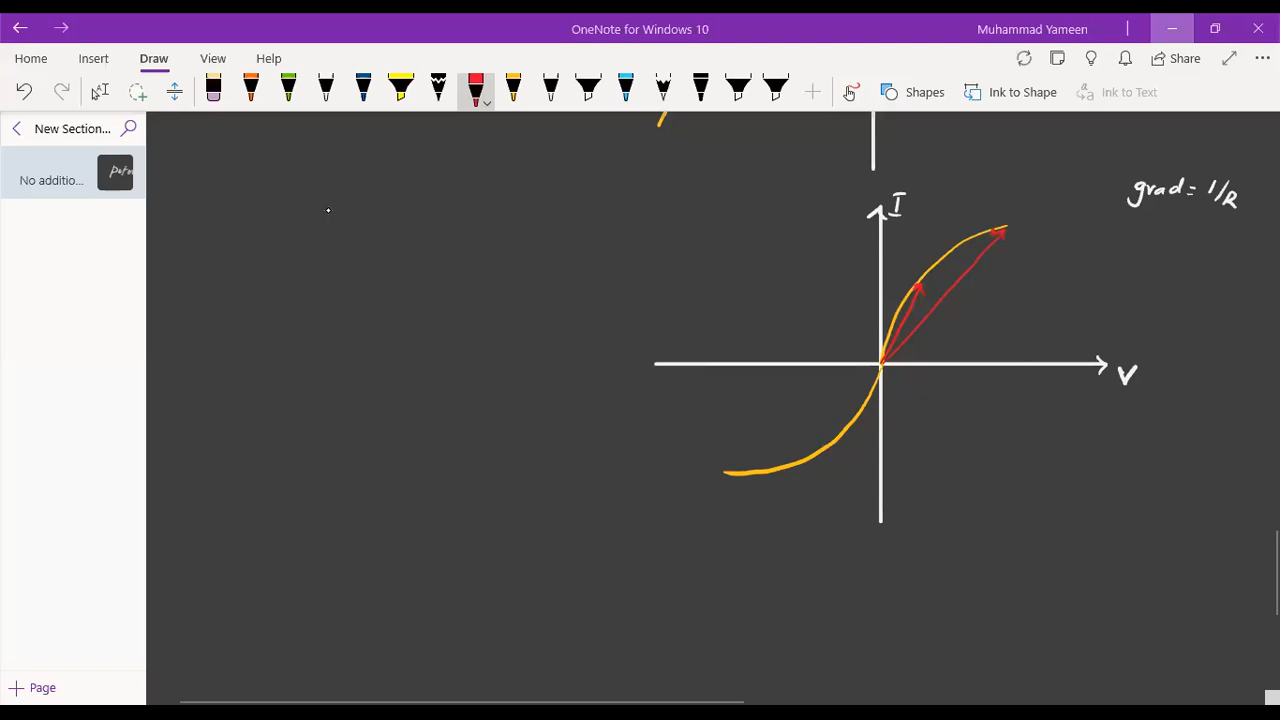 OneNote for Windows 10
Muhammad Yameen
Home Insert Draw View Help
Share
Shapes Ink to Shape Ink to Text
New Section...
No additio...
grad = 1/R
I
V
Page